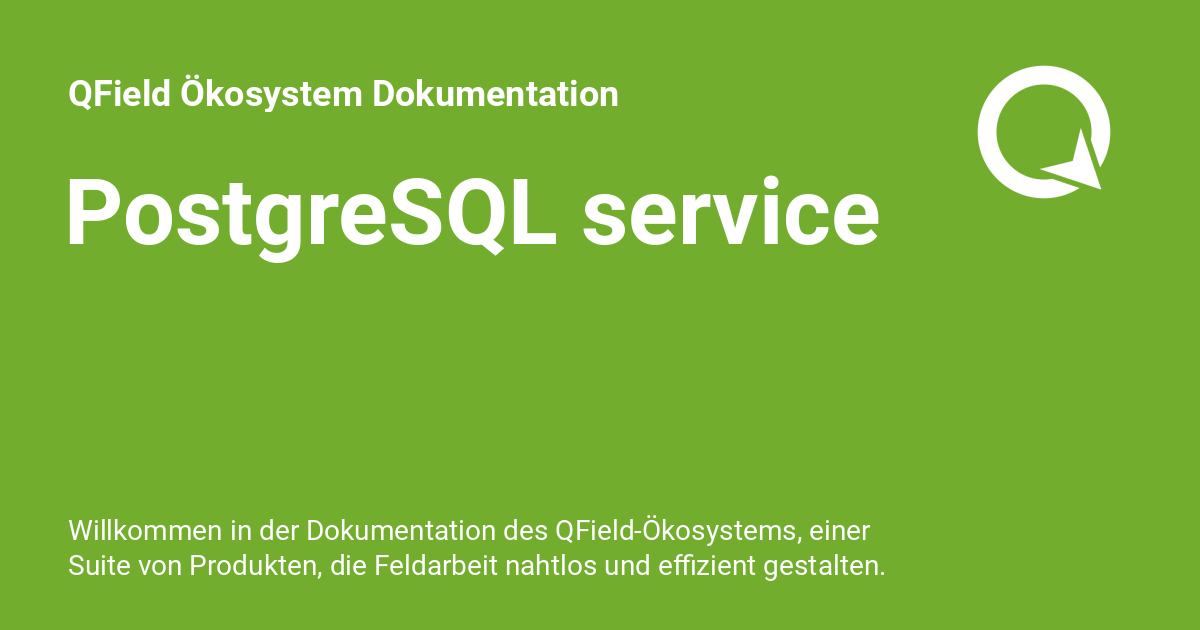 QField Ökosystem Dokumentation
PostgreSQL service
Willkommen in der Dokumentation des QField-Ökosystems, einer
Suite von Produkten, die Feldarbeit nahtlos und effizient gestalten.